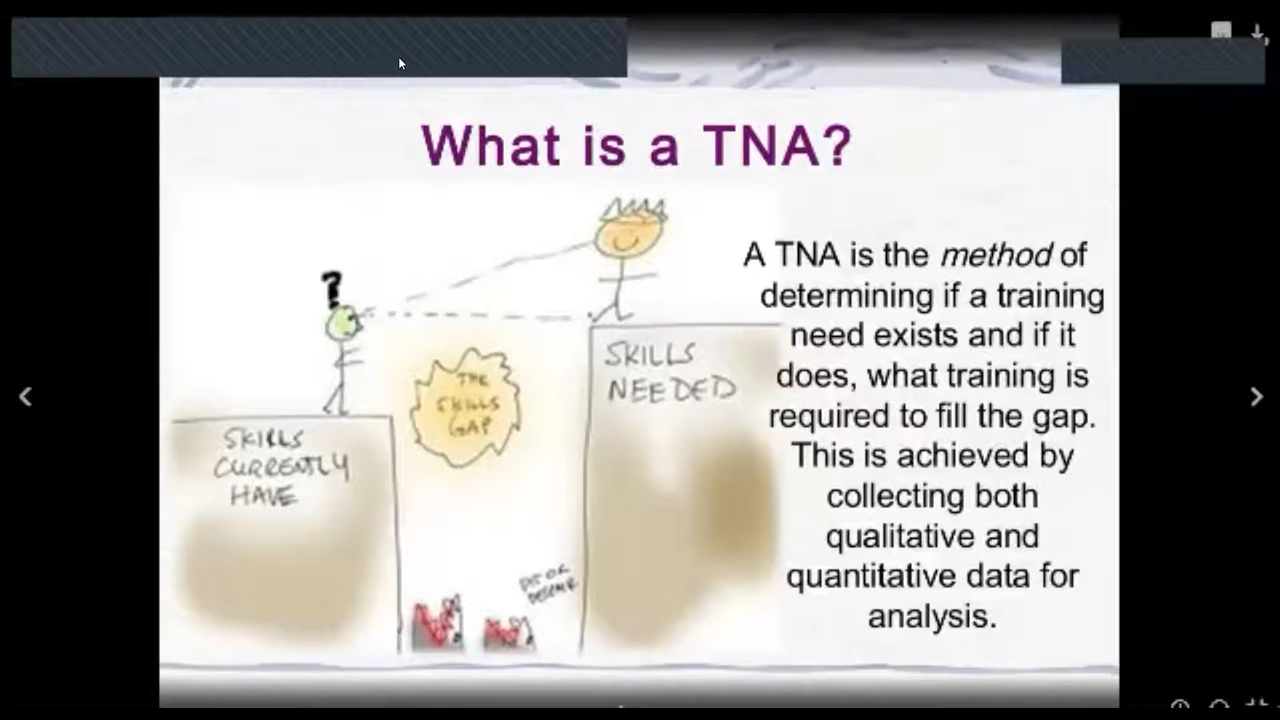 What is a TNA?
?
THE
SKILLS
GAP
SKILLS
NEEDED
SKILLS
CURRENTLY
HAVE
A TNA is the method of
determining if a training
need exists and if it
does, what training is
required to fill the gap.
This is achieved by
collecting both
qualitative and
quantitative data for
analysis.